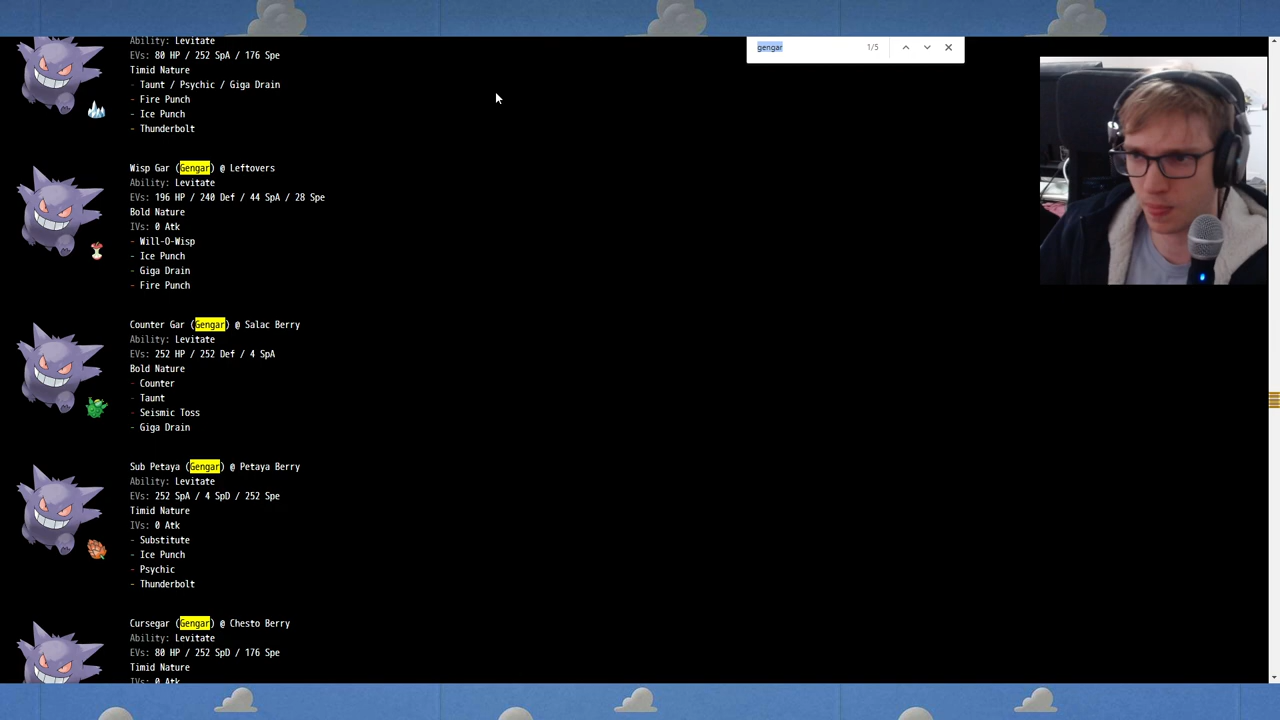 gengar 1/5
Ability: Levitate
EVs: 80 HP / 252 SpA / 176 Spe
Timid Nature
- Taunt / Psychic / Giga Drain
- Fire Punch
- Ice Punch
- Thunderbolt
Wisp Gar (Gengar) @ Leftovers
Ability: Levitate
EVs: 196 HP / 240 Def / 44 SpA / 28 Spe
Bold Nature
IVs: 0 Atk
- Will-O-Wisp
- Ice Punch
- Giga Drain
- Fire Punch
Counter Gar (Gengar) @ Salac Berry
Ability: Levitate
EVs: 252 HP / 252 Def / 4 SpA
Bold Nature
- Counter
- Taunt
- Seismic Toss
- Giga Drain
Sub Petaya (Gengar) @ Petaya Berry
Ability: Levitate
EVs: 252 SpA / 4 SpD / 252 Spe
Timid Nature
IVs: 0 Atk
- Substitute
- Ice Punch
- Psychic
- Thunderbolt
Cursegar (Gengar) @ Chesto Berry
Ability: Levitate
EVs: 80 HP / 252 SpD / 176 Spe
Timid Nature
IVs: 0 Atk